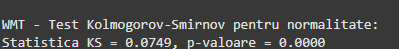 WMT - Test Kolmogorov-Smirnov pentru normalitate:
Statistica KS = 0.0749, p-valoare = 0.0000